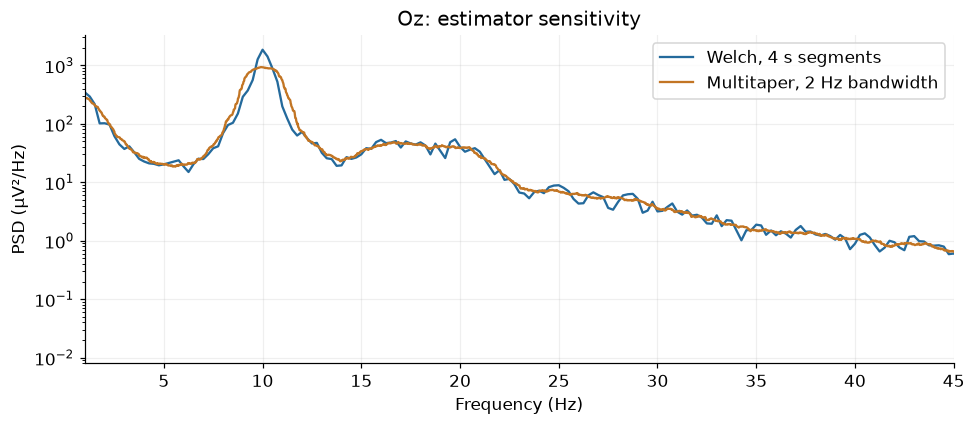 Oz: estimator sensitivity
Welch, 4 s segments
Multitaper, 2 Hz bandwidth
PSD (µV²/Hz)
10³
10²
10¹
10⁰
10⁻¹
10⁻²
5 10 15 20 25 30 35 40 45
Frequency (Hz)